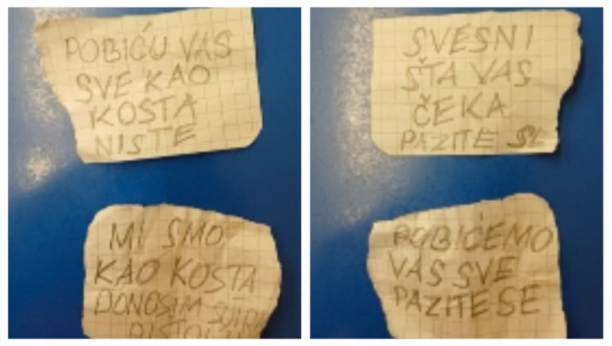 POBIĆU VAS
SVE KAO
KOSTA
NISTE
SVESNI
ŠTA VAS
ČEKA
PAZITE SE
MI SMO
KAO KOSTA
DONOSIM
POBIĆEMO
VAS SVE
PAZITE SE